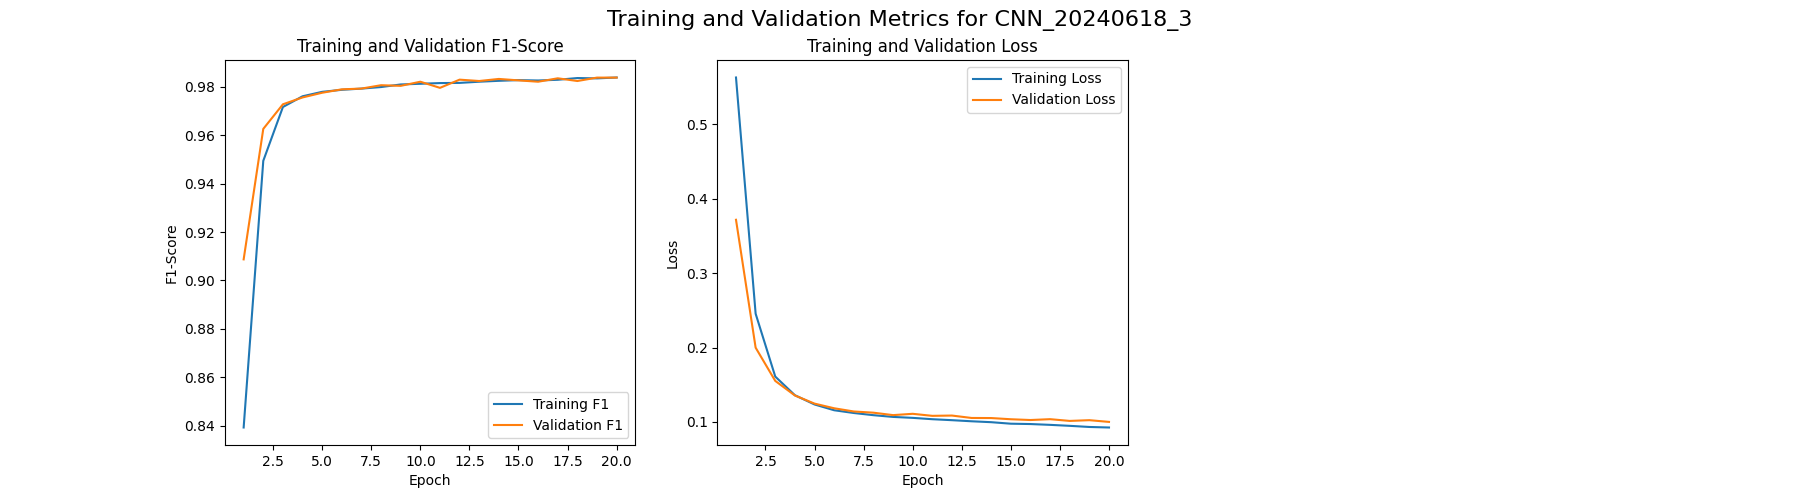 Training and Validation Metrics for CNN_20240618_3
Training and Validation F1-Score
F1-Score
0.98
0.96
0.94
0.92
0.90
0.88
0.86
0.84
Training F1
Validation F1
2.5 5.0 7.5 10.0 12.5 15.0 17.5 20.0
Epoch
Training and Validation Loss
Loss
Training Loss
Validation Loss
0.5
0.4
0.3
0.2
0.1
2.5 5.0 7.5 10.0 12.5 15.0 17.5 20.0
Epoch